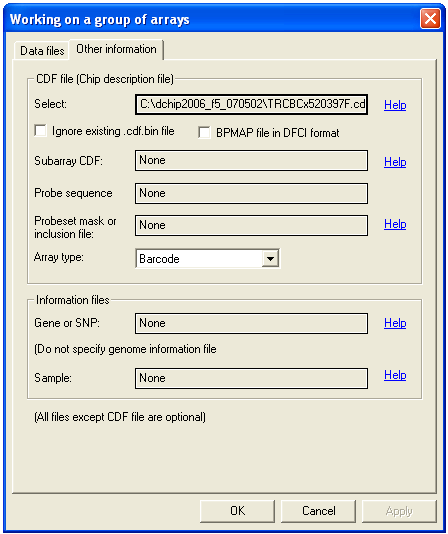 Working on a group of arrays
Data files Other information
CDF file (Chip description file)
Select: C:\dchip2006_f5_070502\TRCBCx520397F.cd Help
Ignore existing .cdf.bin file BPMAP file in DFCI format
Subarray CDF: None Help
Probe sequence None
Probeset mask or
inclusion file: None Help
Array type: Barcode
Information files
Gene or SNP: None Help
(Do not specify genome information file
Sample: None Help
(All files except CDF file are optional)
OK Cancel Apply